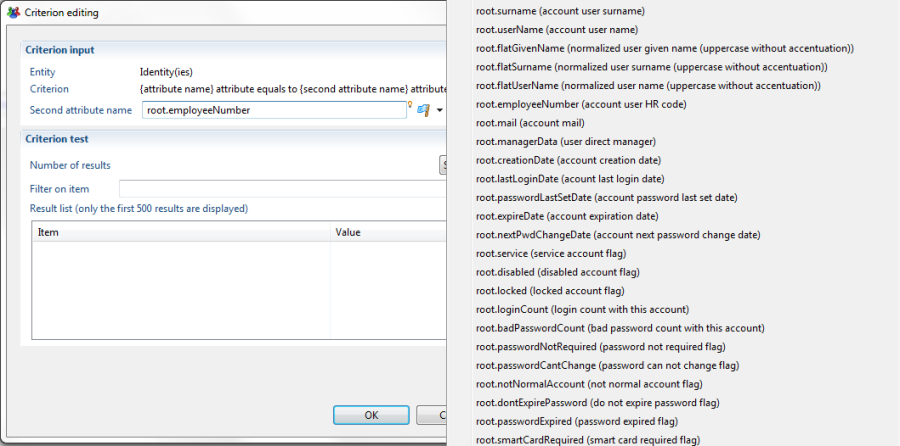 Criterion editing
Criterion input
Entity Identity(ies)
Criterion {attribute name} attribute equals to {second attribute name} attribute
Second attribute name root.employeeNumber
Criterion test
Number of results
Filter on item
Result list (only the first 500 results are displayed)
Item Value
OK
root.surname (account user surname)
root.userName (account user name)
root.flatGivenName (normalized user given name (uppercase without accentuation))
root.flatSurname (normalized user surname (uppercase without accentuation))
root.flatUserName (normalized user name (uppercase without accentuation))
root.employeeNumber (account user HR code)
root.mail (account mail)
root.managerData (user direct manager)
root.creationDate (account creation date)
root.lastLoginDate (acount last login date)
root.passwordLastSetDate (account password last set date)
root.expireDate (account expiration date)
root.nextPwdChangeDate (account next password change date)
root.service (service account flag)
root.disabled (disabled account flag)
root.locked (locked account flag)
root.loginCount (login count with this account)
root.badPasswordCount (bad password count with this account)
root.passwordNotRequired (password not required flag)
root.passwordCantChange (password can not change flag)
root.notNormalAccount (not normal account flag)
root.dontExpirePassword (do not expire password flag)
root.passwordExpired (password expired flag)
root.smartCardRequired (smart card required flag)